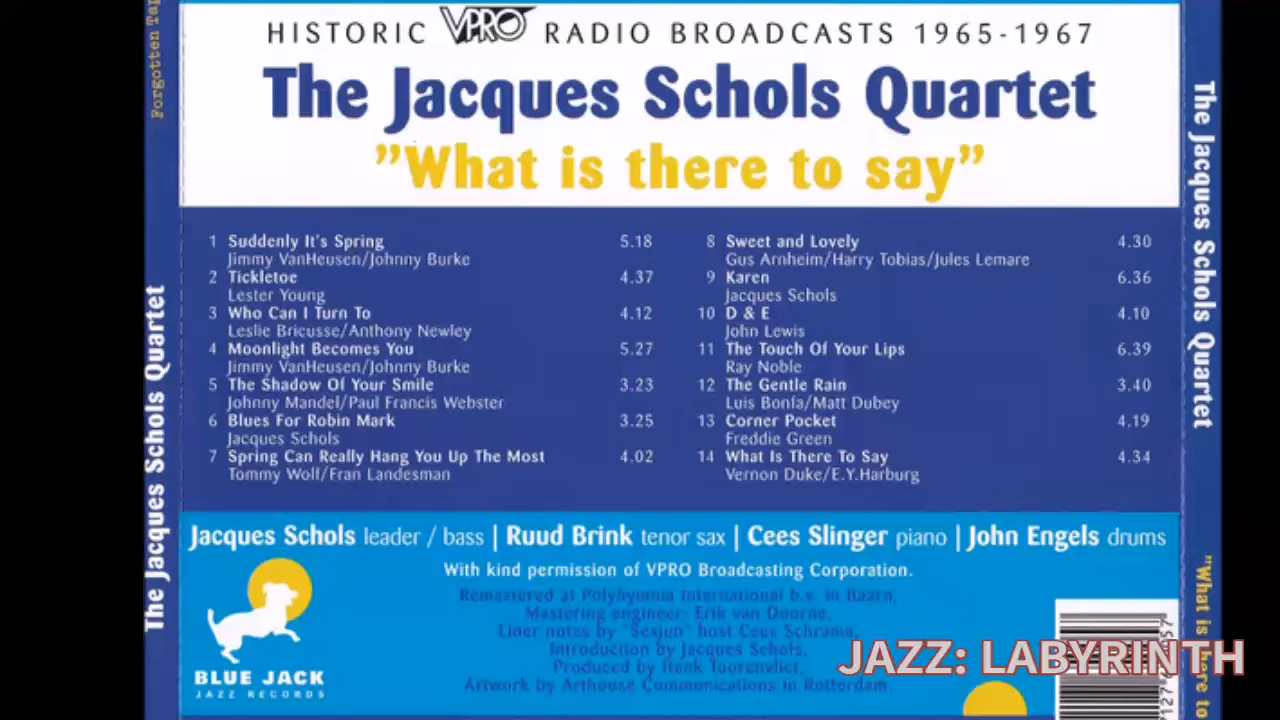 HISTORIC VPRO RADIO BROADCASTS 1965-1967
The Jacques Schols Quartet
"What is there to say"
1 Suddenly It's Spring 5.18
Jimmy VanHeusen/Johnny Burke
2 Tickletoe 4.37
Lester Young
3 Who Can I Turn To 4.12
Leslie Bricusse/Anthony Newley
4 Moonlight Becomes You 5.27
Jimmy VanHeusen/Johnny Burke
5 The Shadow Of Your Smile 3.23
Johnny Mandel/Paul Francis Webster
6 Blues For Robin Mark 3.25
Jacques Schols
7 Spring Can Really Hang You Up The Most 4.02
Tommy Wolf/Fran Landesman
8 Sweet and Lovely 4.30
Gus Arnheim/Harry Tobias/Jules Lemare
9 Karen 6.36
Jacques Schols
10 D & E 4.10
John Lewis
11 The Touch Of Your Lips 6.39
Ray Noble
12 The Gentle Rain 3.40
Luis Bonfa/Matt Dubey
13 Corner Pocket 4.19
Freddie Green
14 What Is There To Say 4.34
Vernon Duke/E.Y.Harburg
Jacques Schols leader / bass | Ruud Brink tenor sax | Cees Slinger piano | John Engels drums
With kind permission of VPRO Broadcasting Corporation.
Remastered at Polyhymnia International b.v. in Baarn,
Mastering engineer: Erik van Doorne,
Liner notes by "Sesjun" host Cees Schrama,
Introduction by Jacques Schols,
Produced by Henk Toorenvliet,
Artwork by Arthouse Communications in Rotterdam.
BLUE JACK
JAZZ RECORDS
JAZZ: LABYRINTH
The Jacques Schols Quartet
Forgotten
The Jacques Schols Quartet
"What is there to